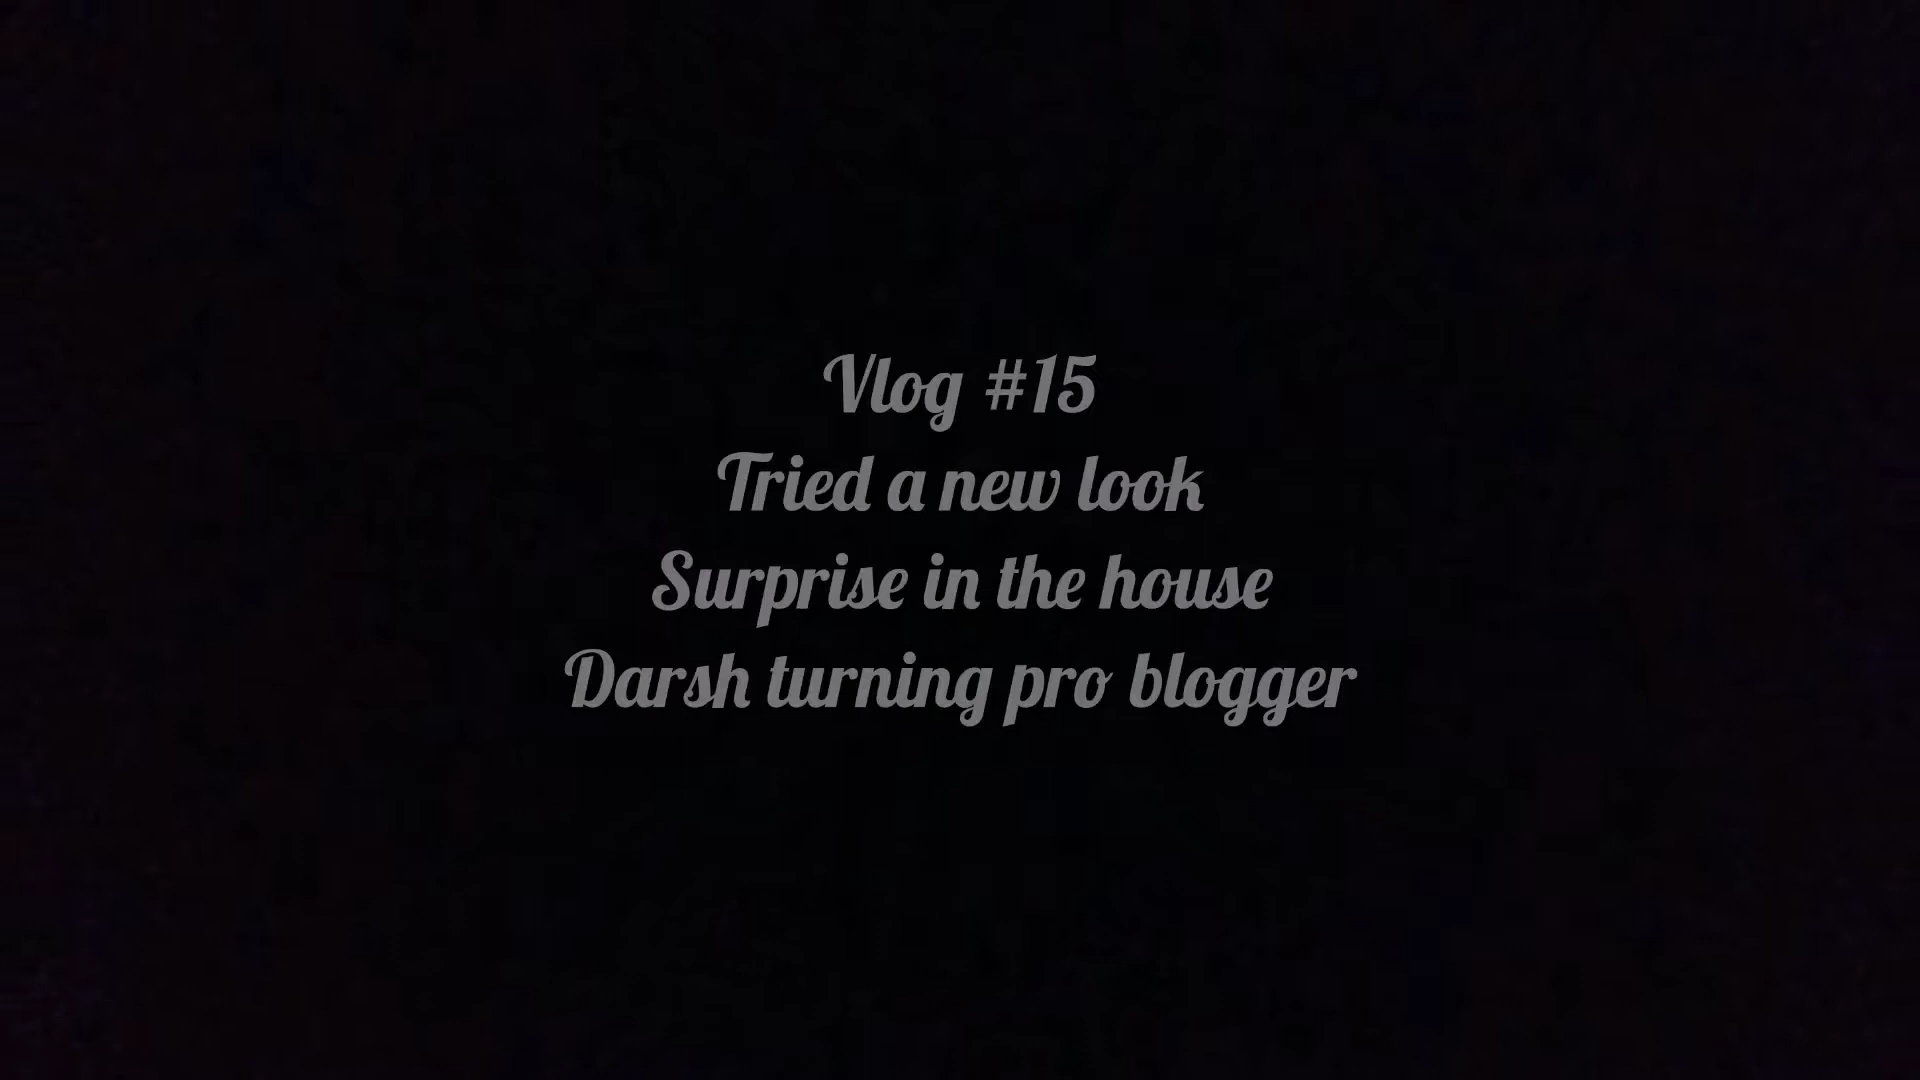 Vlog #15
Tried a new look
Surprise in the house
Darsh turning pro blogger